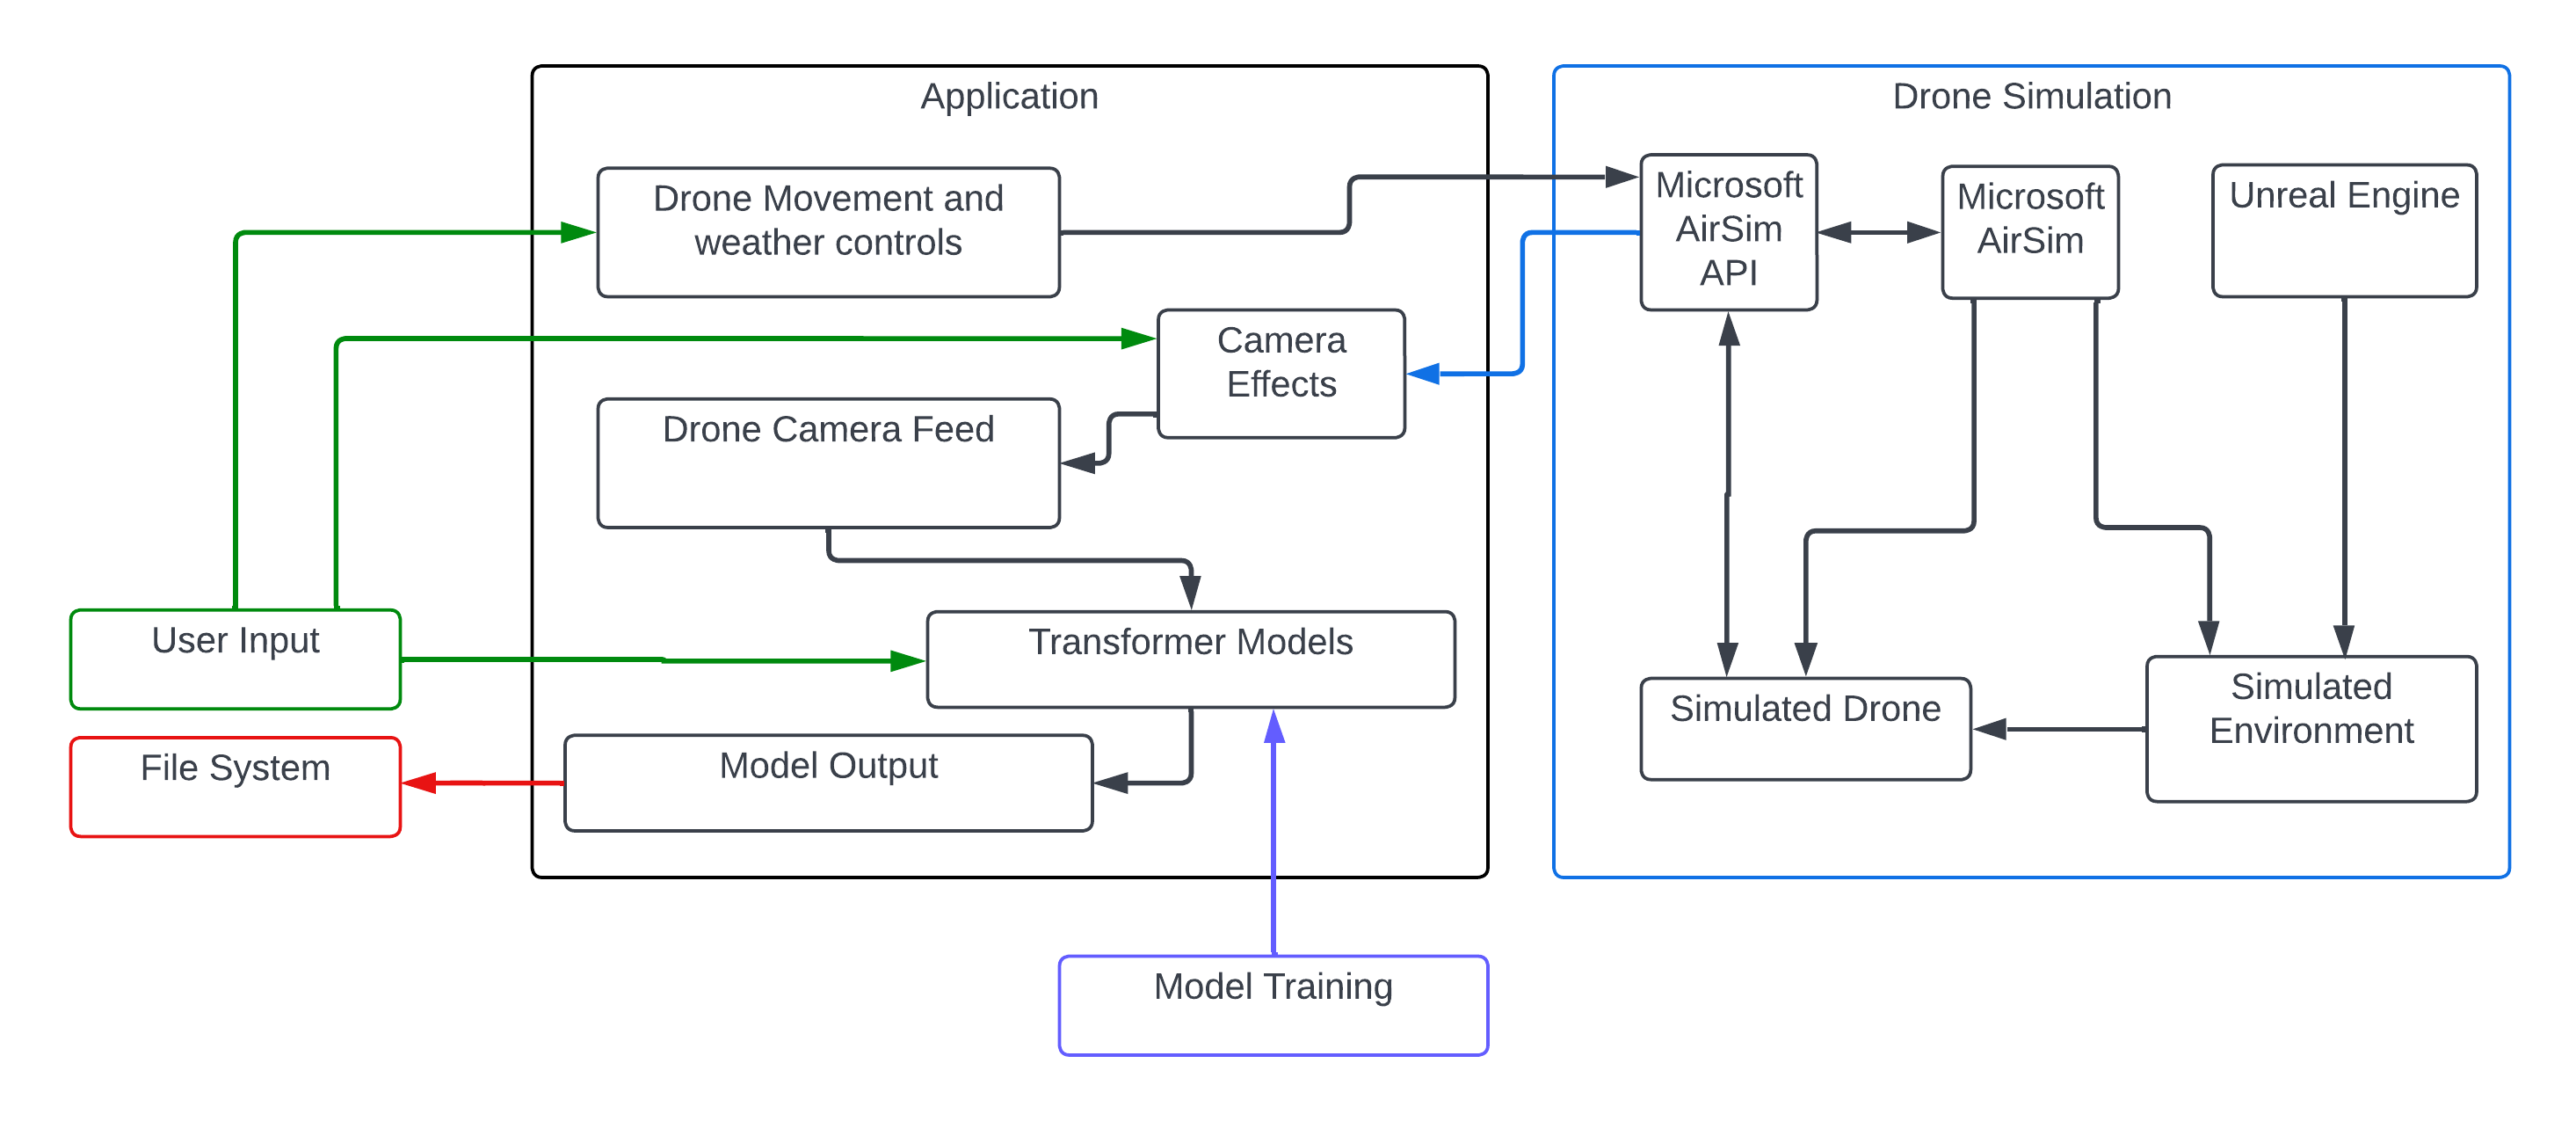 Application
Drone Simulation
Drone Movement and
weather controls
Microsoft
AirSim
API
Microsoft
AirSim
Unreal Engine
Camera
Effects
Drone Camera Feed
User Input
Transformer Models
Simulated Drone
Simulated
Environment
File System
Model Output
Model Training